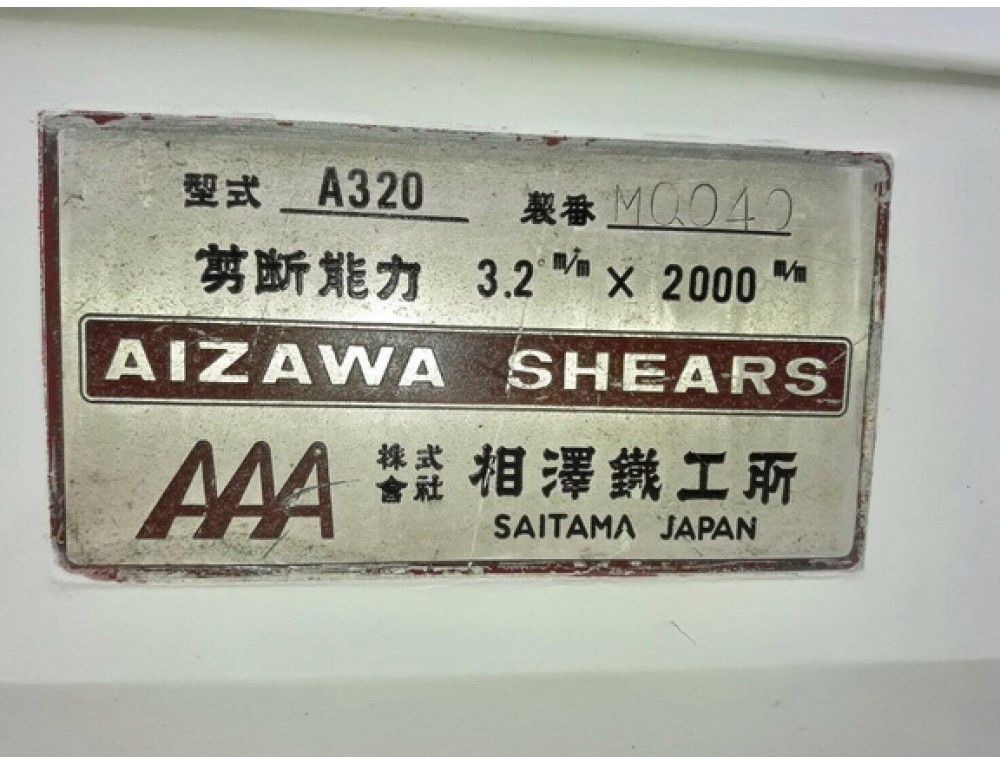 型式 A320 製番 MQ040
剪断能力 3.2 m/m × 2000 m/m
AIZAWA SHEARS
AAA 株式會社 相澤鐵工所
SAITAMA JAPAN